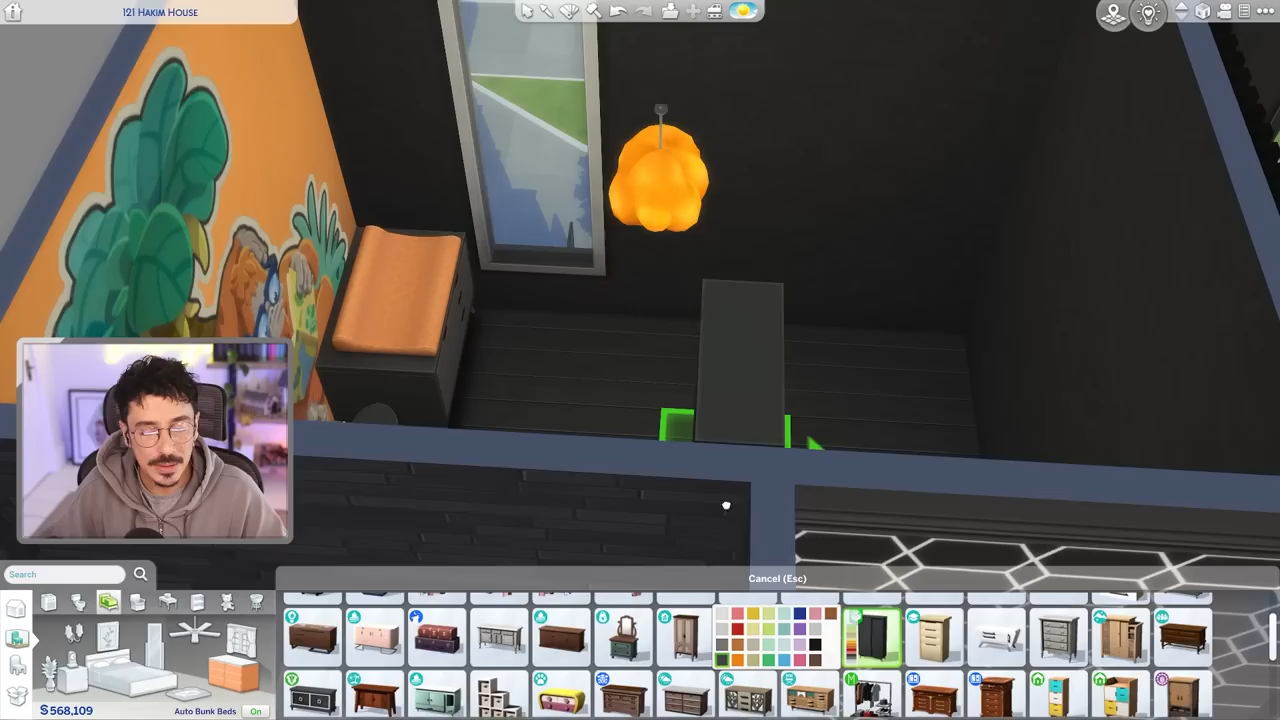 121 Hakim House
Cancel (Esc)
Search
$568,109
Auto Bunk Beds
On